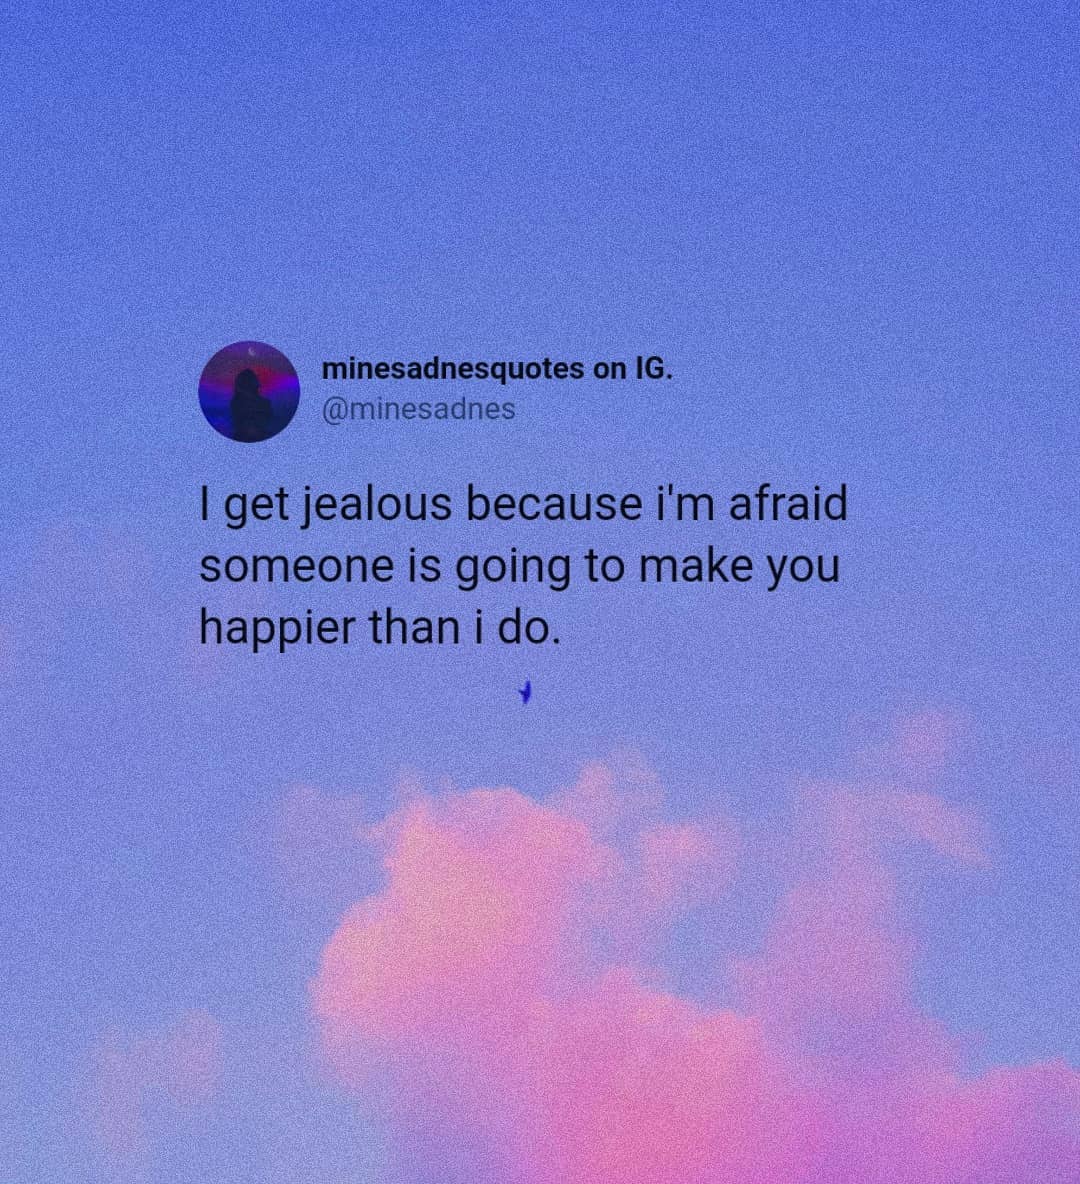 minesadnesquotes on IG.
@minesadnes
I get jealous because i'm afraid
someone is going to make you
happier than i do.